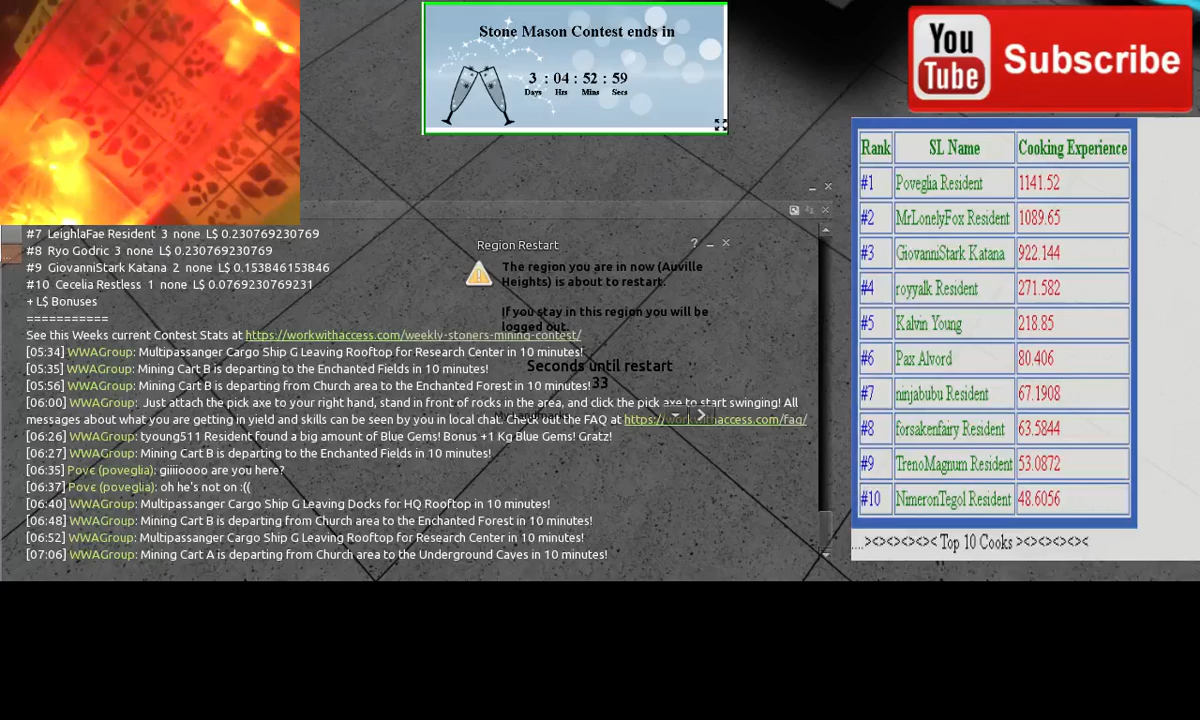 Stone Mason Contest ends in
3 : 04 : 52 : 59
Days Hrs Mins Secs
You
Tube
Subscribe
Rank SL Name Cooking Experience
#1 Poveglia Resident 1141.52
#2 MrLonelyFox Resident 1089.65
#3 GiovanniStark Katana 922.144
#4 royyalk Resident 271.582
#5 Kalvin Young 218.85
#6 Pax Alvord 80.406
#7 ninjabubu Resident 67.1908
#8 forsakenfairy Resident 63.5844
#9 TrenoMagnum Resident 53.0872
#10 NimeronTegol Resident 48.6056
....><><><><>< Top 10 Cooks ><><><><><
#7 LeighlaFae Resident 3 none L$ 0.230769230769
#8 Ryo Godric 3 none L$ 0.230769230769
#9 GiovanniStark Katana 2 none L$ 0.153846153846
#10 Cecelia Restless 1 none L$ 0.0769230769231
+ L$ Bonuses
===========
See this Weeks current Contest Stats at https://workwithaccess.com/weekly-stoners-mining-contest/
[05:34] WWAGroup: Multipassanger Cargo Ship G Leaving Rooftop for Research Center in 10 minutes!
[05:35] WWAGroup: Mining Cart B is departing to the Enchanted Fields in 10 minutes!
[05:56] WWAGroup: Mining Cart B is departing from Church area to the Enchanted Forest in 10 minutes!
[06:00] WWAGroup: Just attach the pick axe to your right hand, stand in front of rocks in the area, and click the pick axe to start swinging! All
messages about what you are getting in yield and skills can be seen by you in local chat. Check out the FAQ at https://workwithaccess.com/faq/
[06:26] WWAGroup: tyoung511 Resident found a big amount of Blue Gems! Bonus +1 Kg Blue Gems! Gratz!
[06:27] WWAGroup: Mining Cart B is departing to the Enchanted Fields in 10 minutes!
[06:35] Povє (poveglia): giiiioooo are you here?
[06:37] Povє (poveglia): oh he's not on :((
[06:40] WWAGroup: Multipassanger Cargo Ship G Leaving Docks for HQ Rooftop in 10 minutes!
[06:48] WWAGroup: Mining Cart B is departing from Church area to the Enchanted Forest in 10 minutes!
[06:52] WWAGroup: Multipassanger Cargo Ship G Leaving Rooftop for Research Center in 10 minutes!
[07:06] WWAGroup: Mining Cart A is departing from Church area to the Underground Caves in 10 minutes!
Region Restart
The region you are in now (Auville
Heights) is about to restart.
If you stay in this region you will be
logged out.
Seconds until restart
33